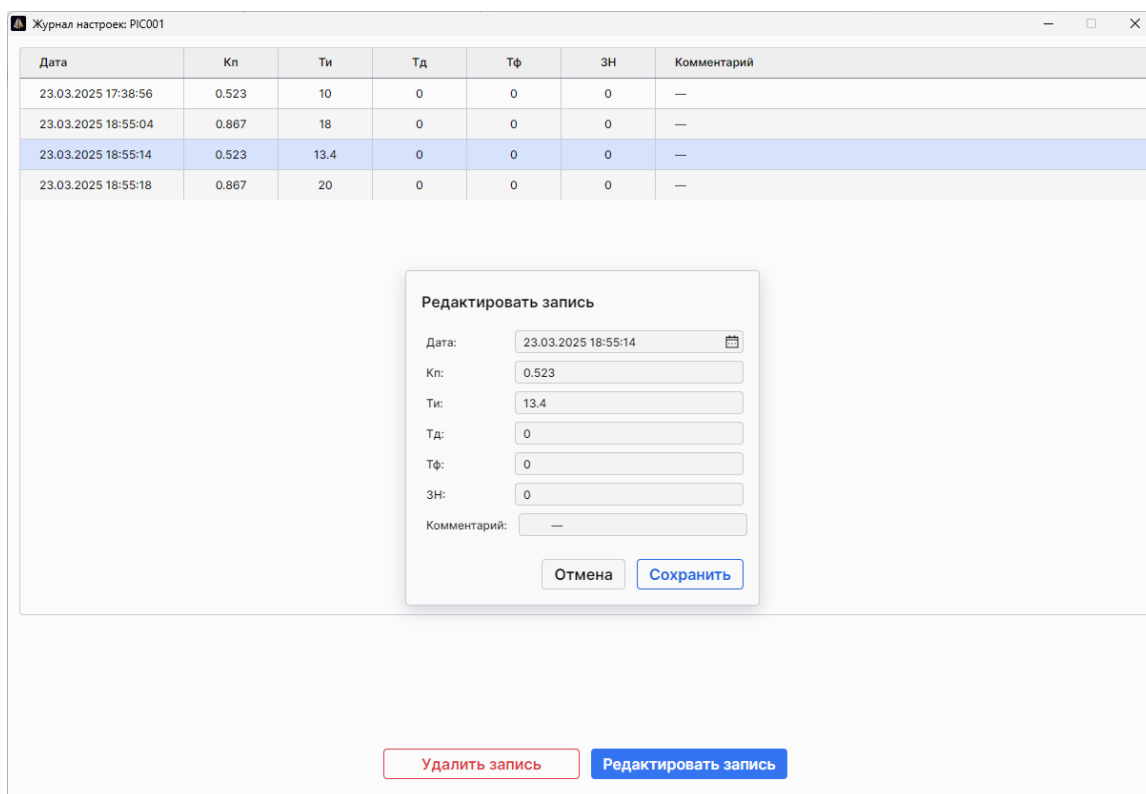 Журнал настроек: PIC001
Дата Кп Ти Тд Тф ЗН Комментарий
23.03.2025 17:38:56 0.523 10 0 0 0 —
23.03.2025 18:55:04 0.867 18 0 0 0 —
23.03.2025 18:55:14 0.523 13.4 0 0 0 —
23.03.2025 18:55:18 0.867 20 0 0 0 —
Редактировать запись
Дата: 23.03.2025 18:55:14
Кп: 0.523
Ти: 13.4
Тд: 0
Тф: 0
ЗН: 0
Комментарий: —
Отмена Сохранить
Удалить запись Редактировать запись